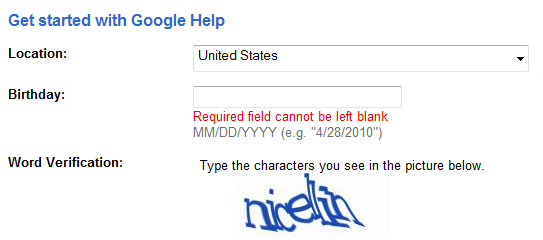 Get started with Google Help
Location: United States
Birthday:
Required field cannot be left blank
MM/DD/YYYY (e.g. "4/28/2010")
Word Verification: Type the characters you see in the picture below.